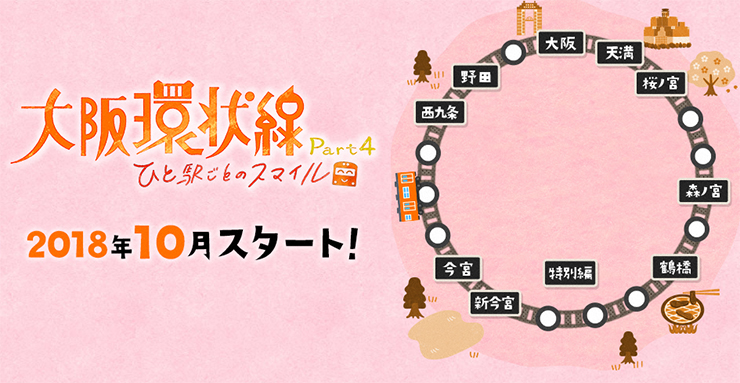 大阪環状線
Part4
ひと駅ごとのスマイル
2018年10月スタート!
大阪
天満
桜ノ宮
森ノ宮
鶴橋
特別編
新今宮
今宮
西九条
野田